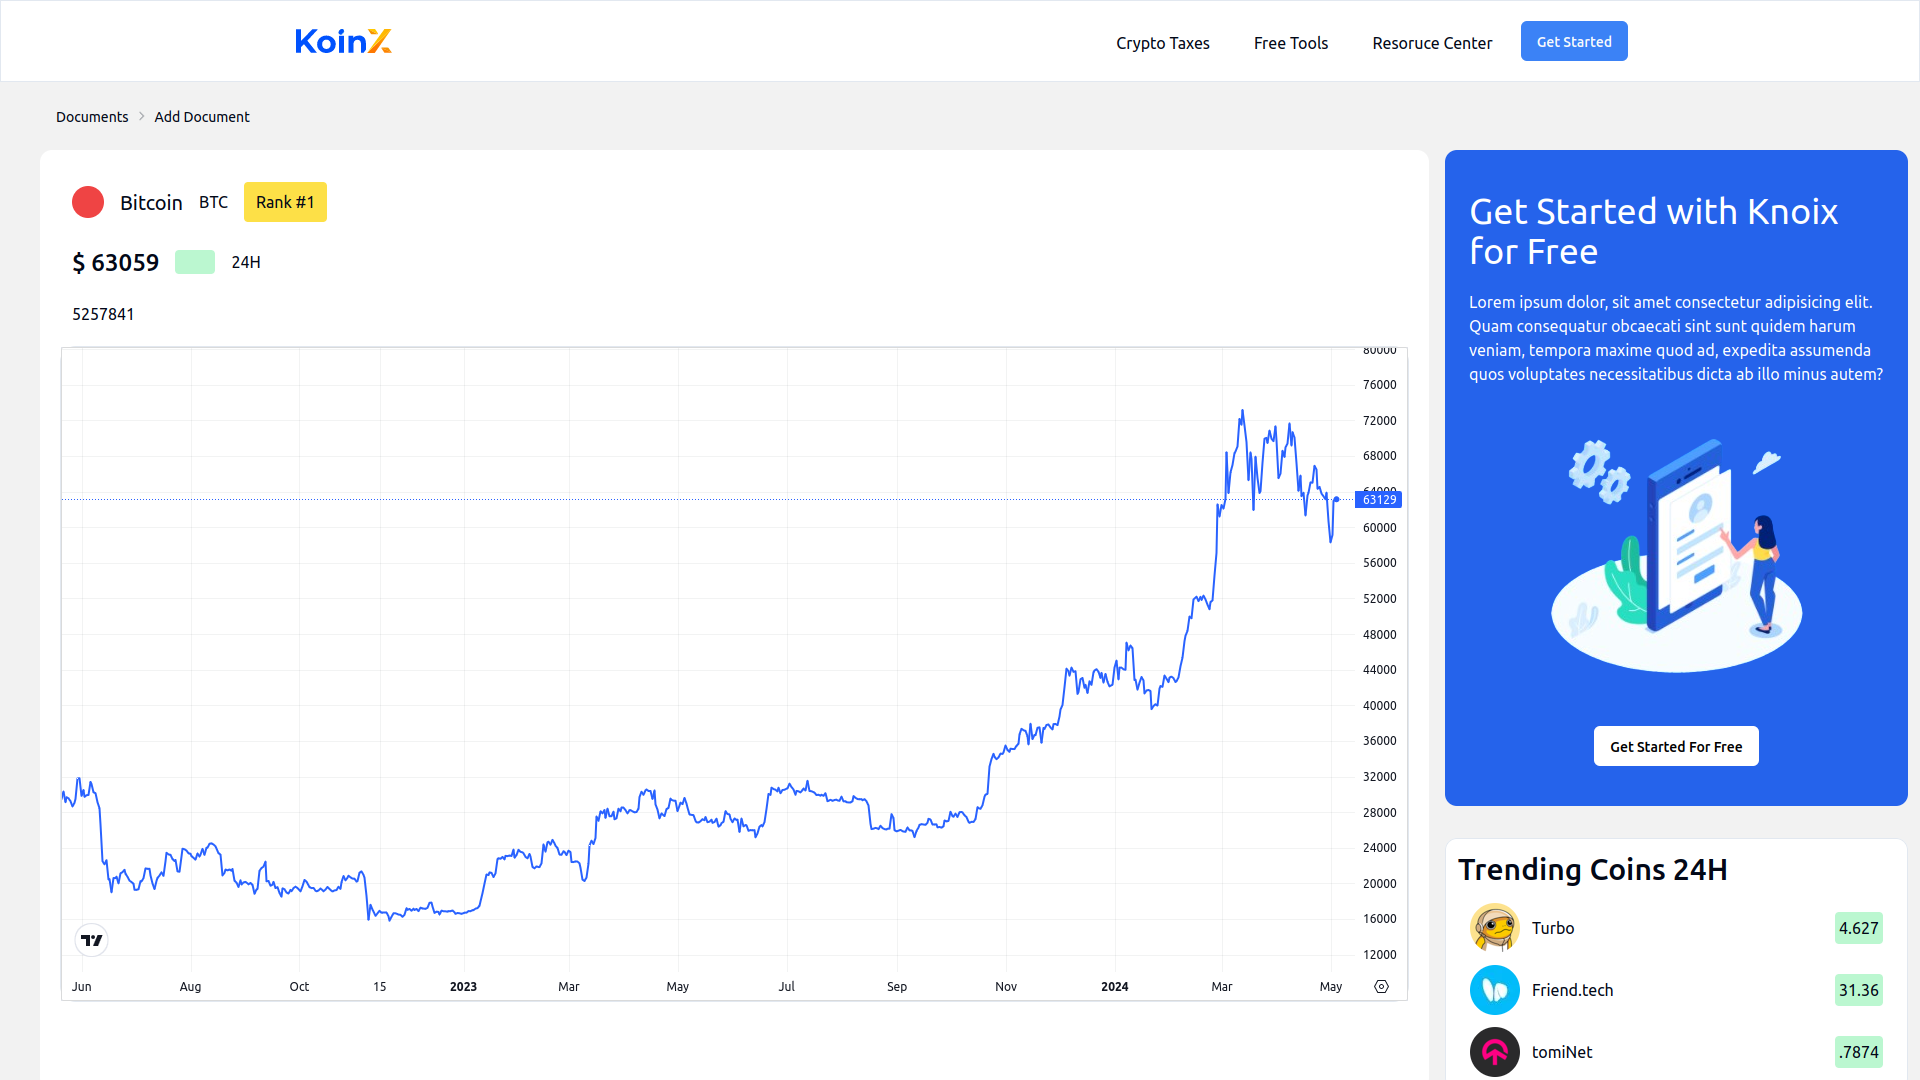 KoinX
Crypto Taxes
Free Tools
Resoruce Center
Get Started
Documents
Add Document
Bitcoin
BTC
Rank #1
$ 63059
24H
5257841
80000
76000
72000
68000
64000
63129
60000
56000
52000
48000
44000
40000
36000
32000
28000
24000
20000
16000
12000
Jun
Aug
Oct
15
2023
Mar
May
Jul
Sep
Nov
2024
Mar
May
Get Started with Knoix
for Free
Lorem ipsum dolor, sit amet consectetur adipisicing elit.
Quam consequatur obcaecati sint sunt quidem harum
veniam, tempora maxime quod ad, expedita assumenda
quos voluptates necessitatibus dicta ab illo minus autem?
Get Started For Free
Trending Coins 24H
Turbo
4.627
Friend.tech
31.36
tomiNet
.7874